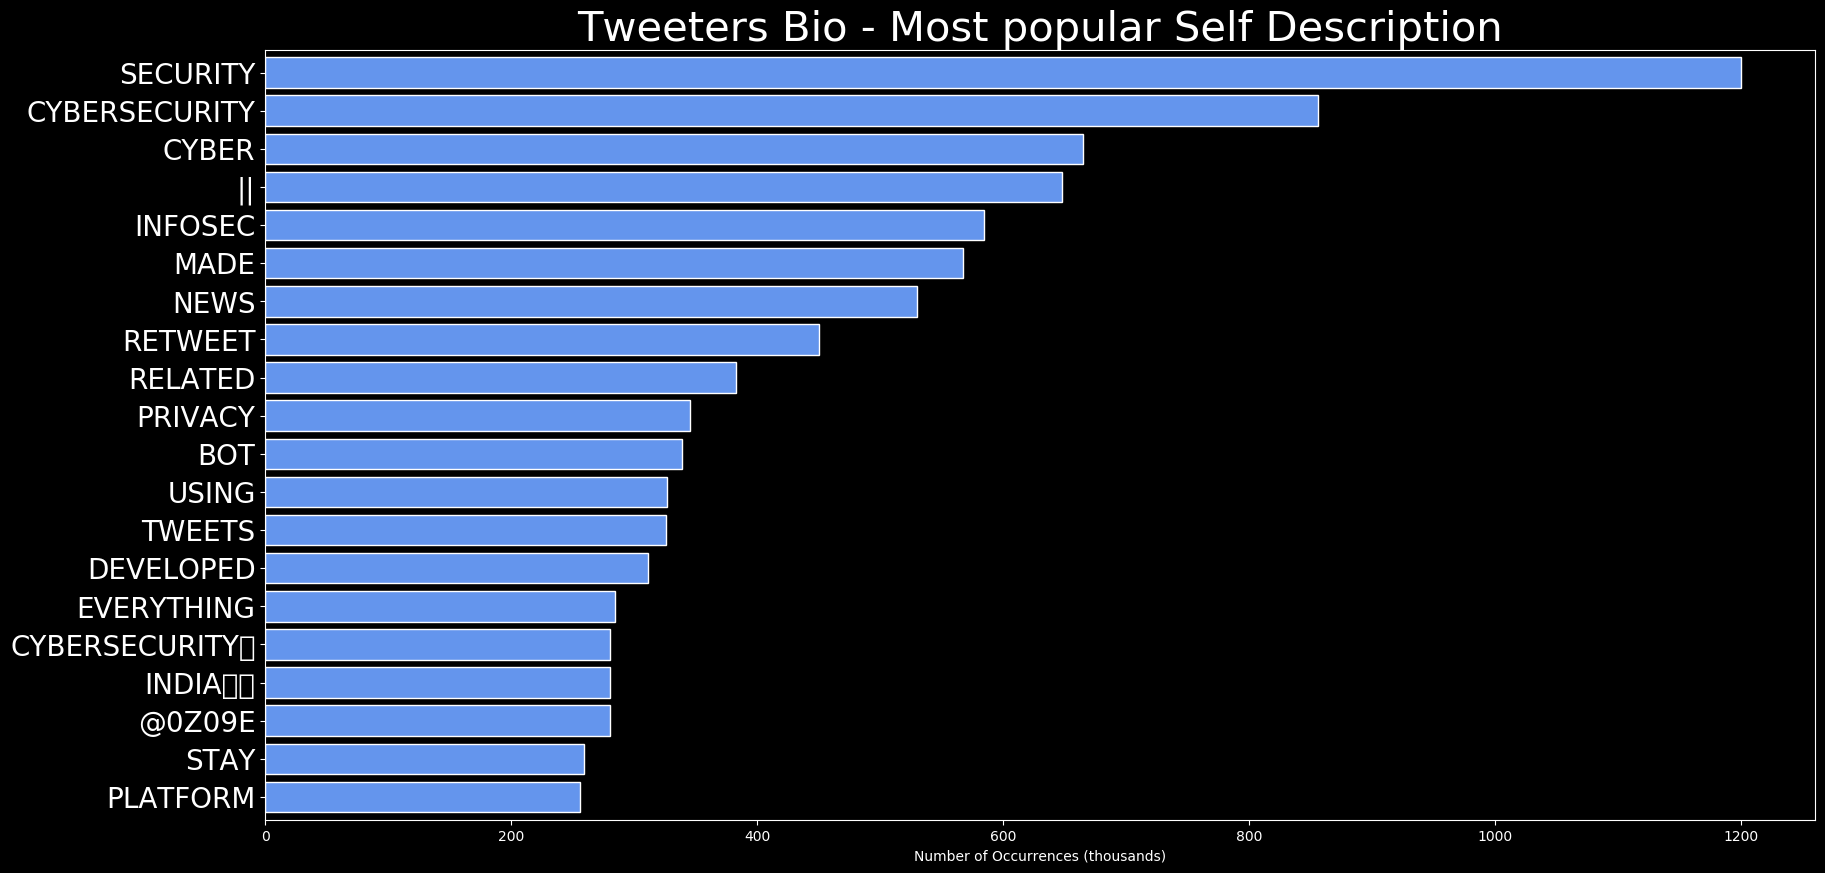 Tweeters Bio - Most popular Self Description
SECURITY
CYBERSECURITY
CYBER
||
INFOSEC
MADE
NEWS
RETWEET
RELATED
PRIVACY
BOT
USING
TWEETS
DEVELOPED
EVERYTHING
CYBERSECURITY▯
INDIA▯▯
@0Z09E
STAY
PLATFORM
0 200 400 600 800 1000 1200
Number of Occurrences (thousands)